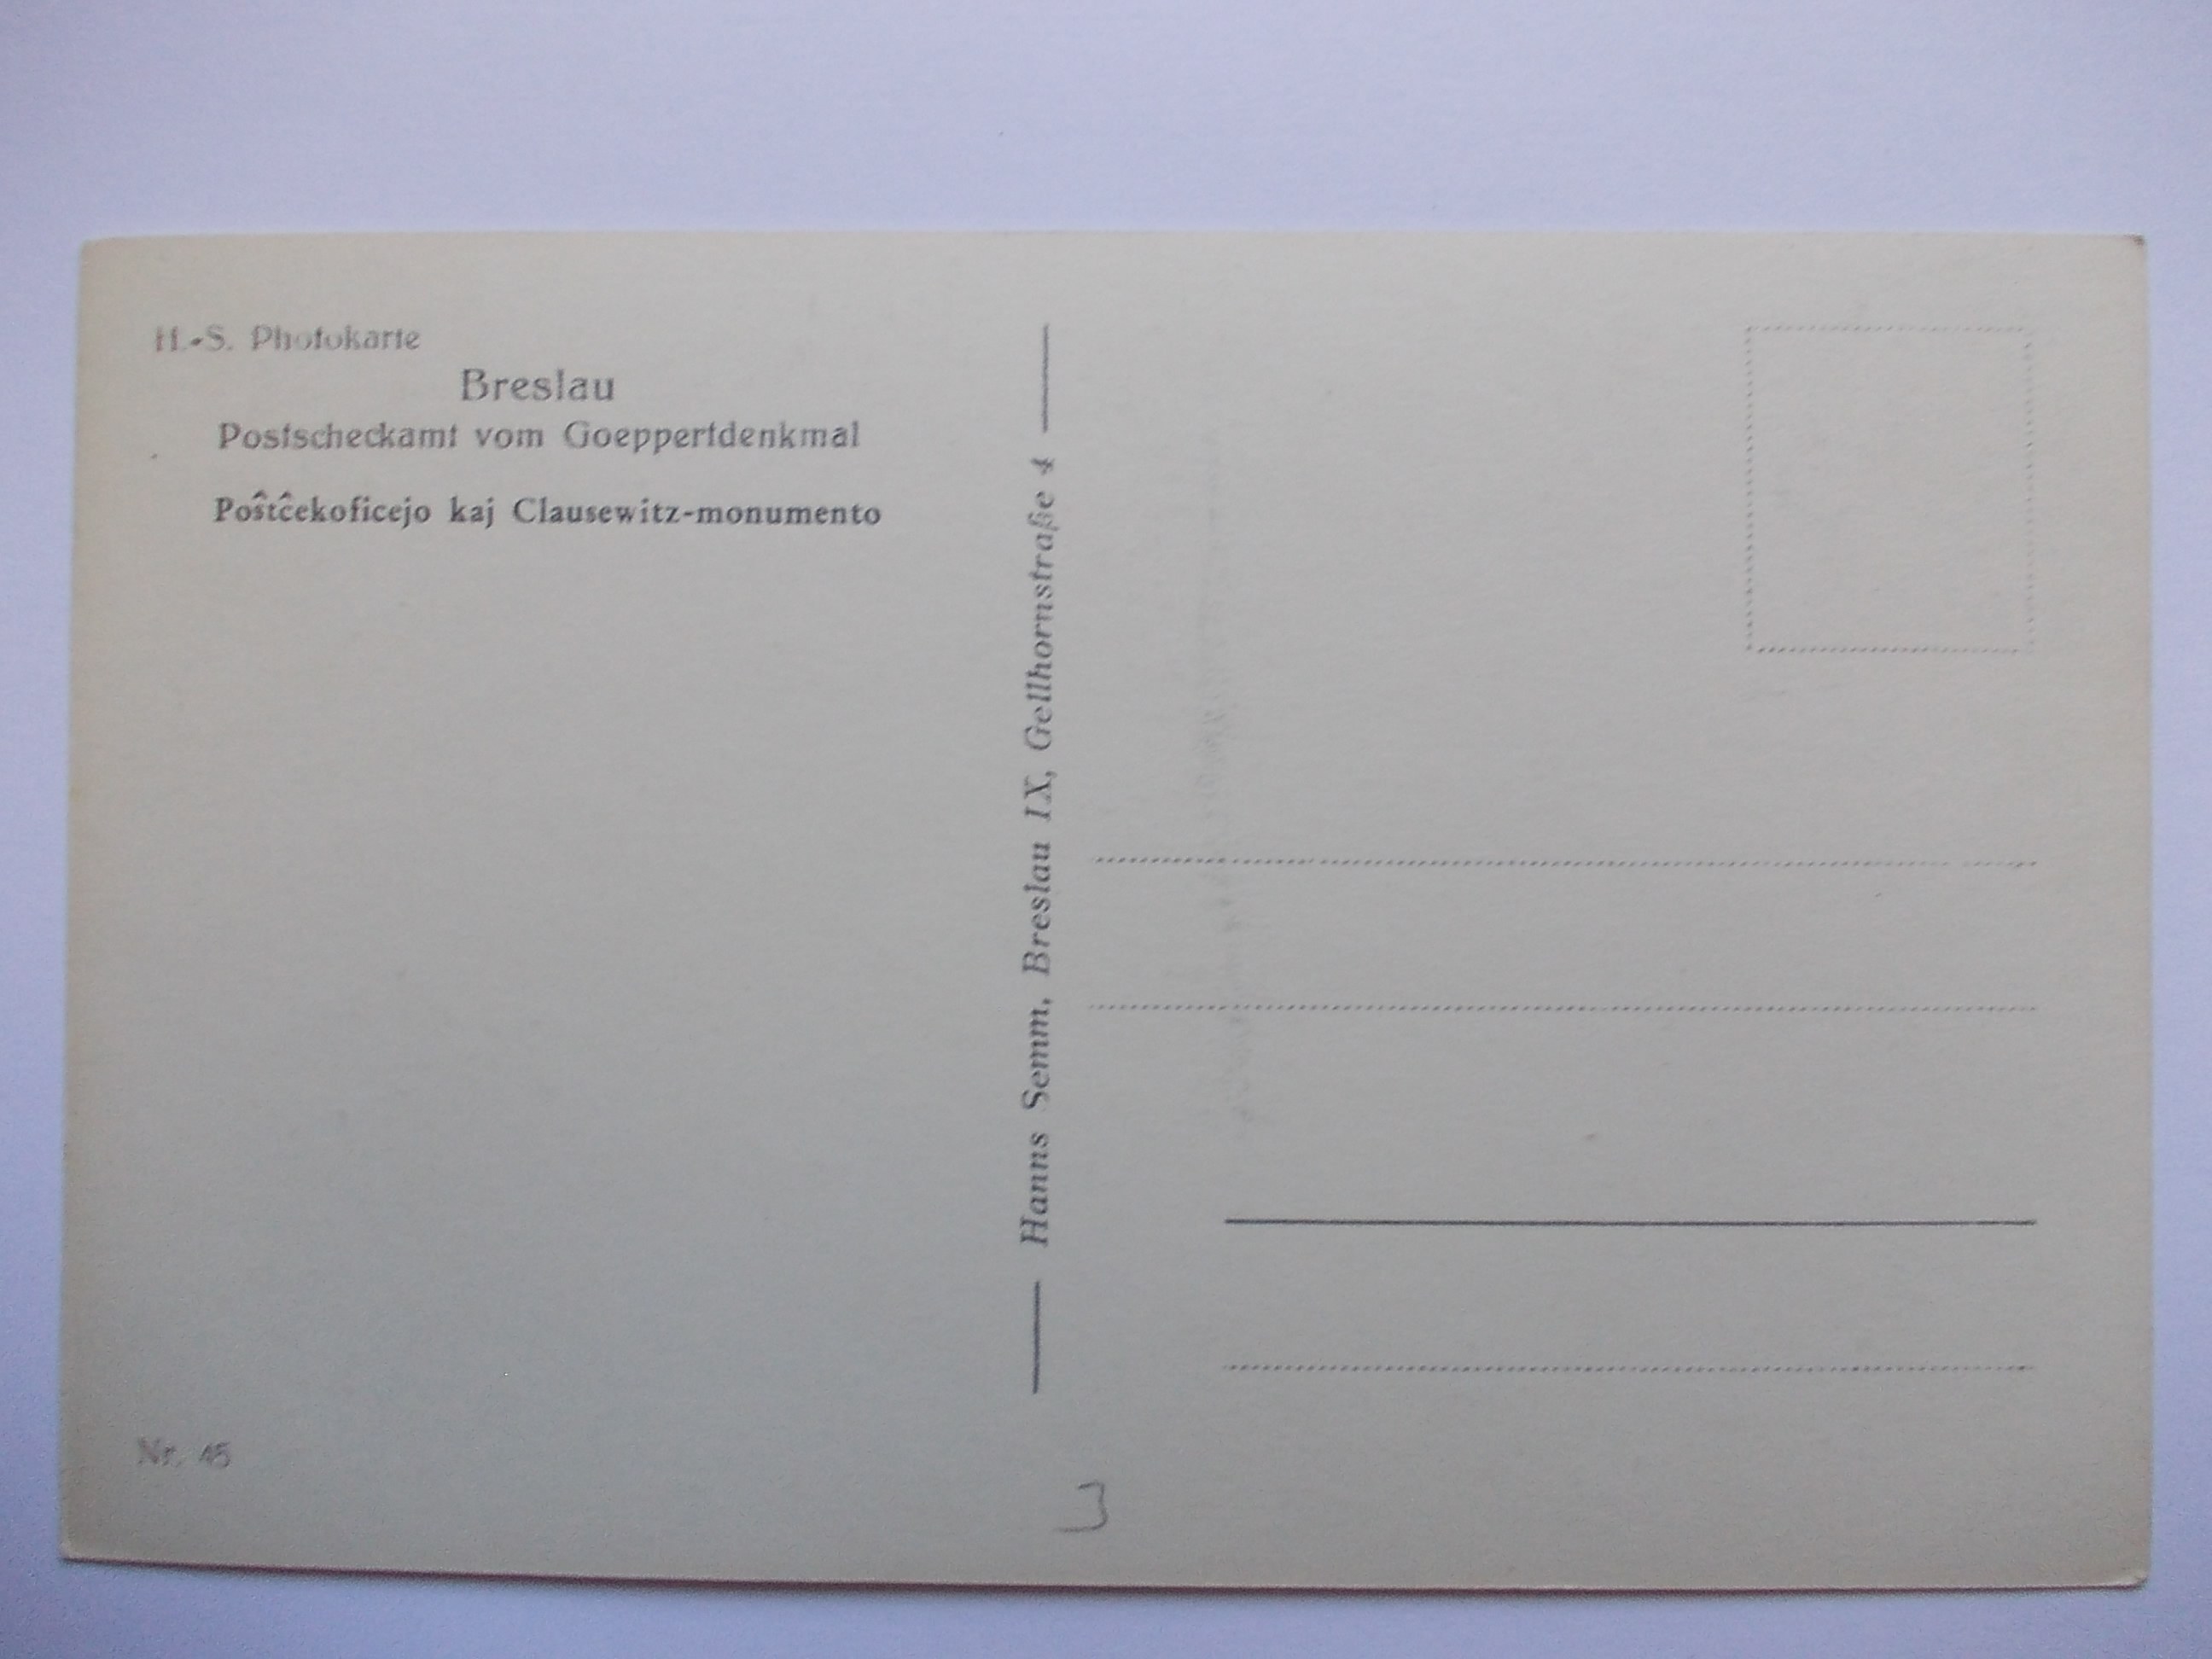 H.-S. Photokarte
Breslau
Postscheckamt vom Goeppertdenkmal
Poŝtĉekoficejo kaj Clausewitz-monumento
Hanns Semm, Breslau IX, Gellhornstraße 4
Nr. 45
3